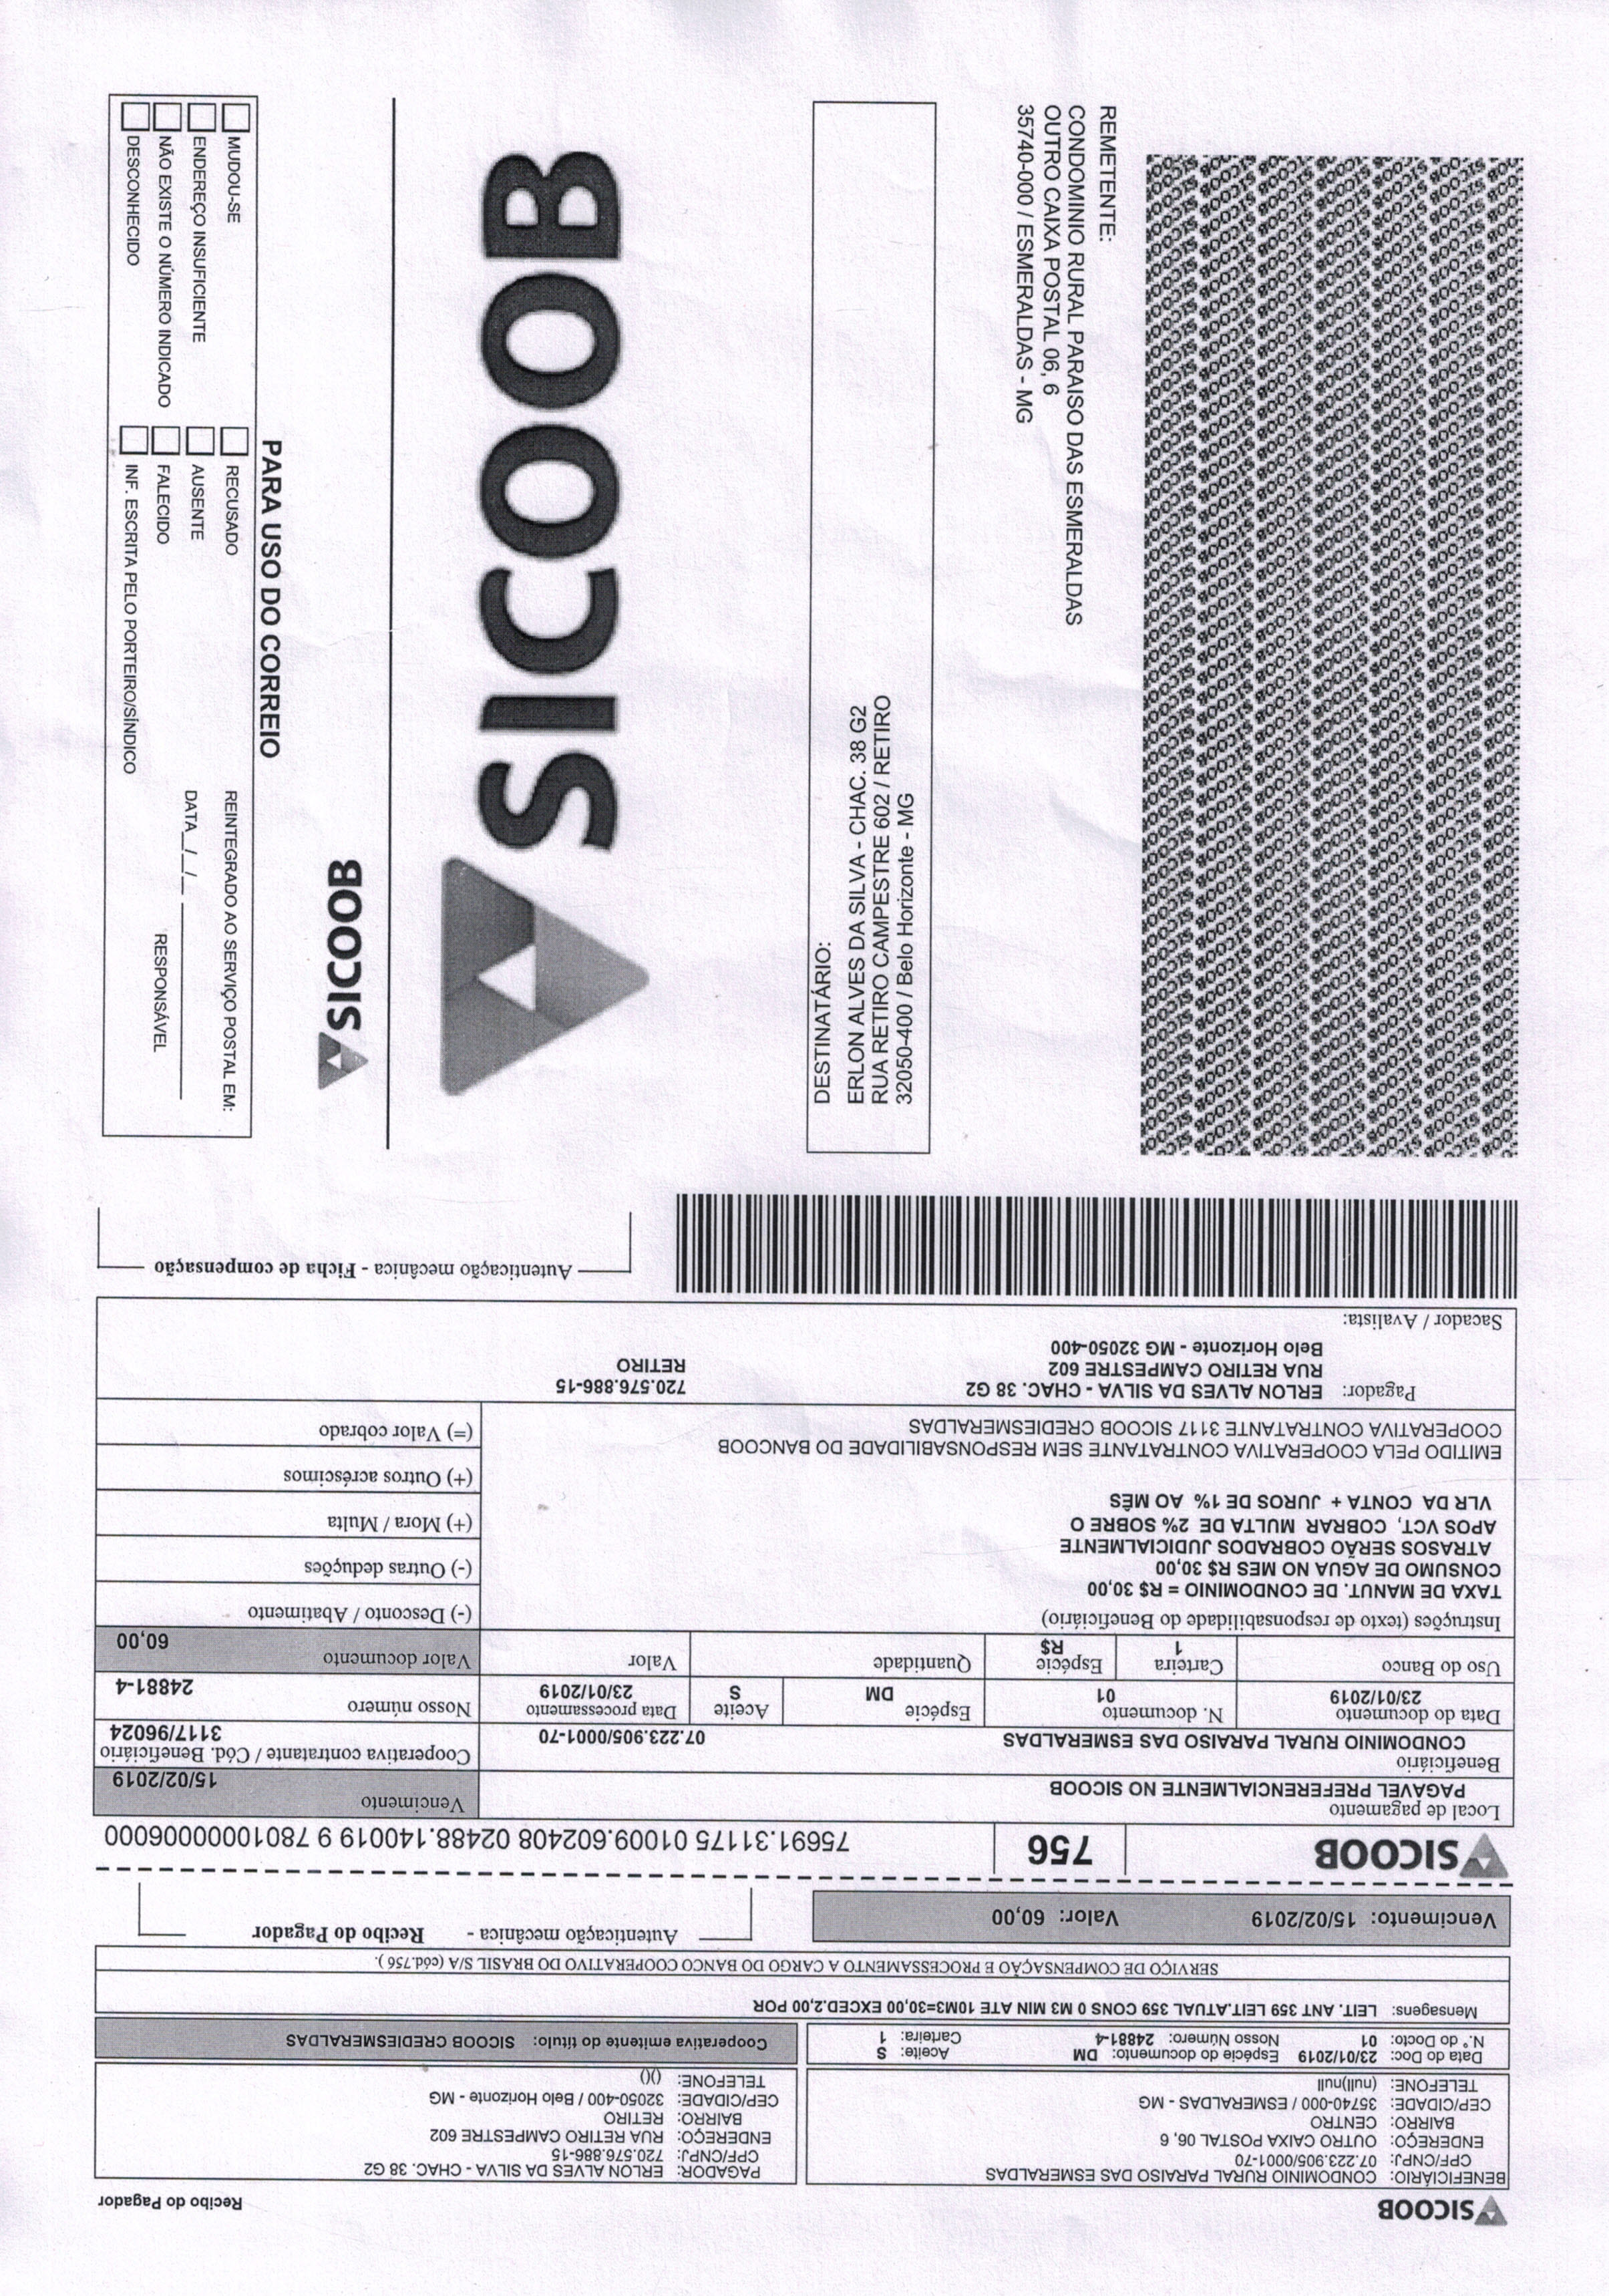 SICOOB
Recibo do Pagador
BENEFICIÁRIO: CONDOMINIO RURAL PARAISO DAS ESMERALDAS
CPF/CNPJ: 07.223.905/0001-70
ENDEREÇO: OUTRO CAIXA POSTAL 06, 6
BAIRRO: CENTRO
CEP/CIDADE: 35740-000 / ESMERALDAS - MG
TELEFONE: (null)null
PAGADOR: ERLON ALVES DA SILVA - CHAC. 38 G2
CPF/CNPJ: 720.576.886-15
ENDEREÇO: RUA RETIRO CAMPESTRE 602
BAIRRO: RETIRO
CEP/CIDADE: 32050-400 / Belo Horizonte - MG
TELEFONE: ()()
Data do Doc: 23/01/2019 Espécie do documento: DM Aceite: S
N.º do Docto: 01 Nosso Número: 24881-4 Carteira: 1
Cooperativa emitente do título: SICOOB CREDIESMERALDAS
Mensagens: LEIT. ANT 359 LEIT.ATUAL 359 CONS 0 M3 MIN ATE 10M3=30,00 EXCED.2,00 POR
SERVIÇO DE COMPENSAÇÃO E PROCESSAMENTO A CARGO DO BANCO COOPERATIVO DO BRASIL S/A (cód.756 ).
Vencimento: 15/02/2019 Valor: 60,00
Autenticação mecânica - Recibo do Pagador
SICOOB 756 75691.31175 01009.602408 02488.140019 9 78010000006000
Local de pagamento
PAGAVEL PREFERENCIALMENTE NO SICOOB
Vencimento
15/02/2019
Beneficiário
CONDOMINIO RURAL PARAISO DAS ESMERALDAS 07.223.905/0001-70
Cooperativa contratante / Cód. Beneficiário
3117/96024
Data do documento
23/01/2019
N. documento
01
Espécie
DM
Aceite
S
Data processamento
23/01/2019
Nosso número
24881-4
Uso do Banco
Carteira
1
Espécie
R$
Quantidade
Valor
Valor documento
60,00
Instruções (texto de responsabilidade do Beneficiário)
TAXA DE MANUT. DE CONDOMINIO = R$ 30,00
CONSUMO DE AGUA NO MES R$ 30,00
ATRASOS SERÃO COBRADOS JUDICIALMENTE
APOS VCT, COBRAR MULTA DE 2% SOBRE O
VLR DA CONTA + JUROS DE 1% AO MÊS
EMITIDO PELA COOPERATIVA CONTRATANTE SEM RESPONSABILIDADE DO BANCOOB
COOPERATIVA CONTRATANTE 3117 SICOOB CREDIESMERALDAS
(-) Desconto / Abatimento
(-) Outras deduções
(+) Mora / Multa
(+) Outros acréscimos
(=) Valor cobrado
Pagador: ERLON ALVES DA SILVA - CHAC. 38 G2 720.576.886-15
RUA RETIRO CAMPESTRE 602 RETIRO
Belo Horizonte - MG 32050-400
Sacador / Avalista:
Autenticação mecânica - Ficha de compensação
REMETENTE:
CONDOMINIO RURAL PARAISO DAS ESMERALDAS
OUTRO CAIXA POSTAL 06, 6
35740-000 / ESMERALDAS - MG
DESTINATÁRIO:
ERLON ALVES DA SILVA - CHAC. 38 G2
RUA RETIRO CAMPESTRE 602 / RETIRO
32050-400 / Belo Horizonte - MG
SICOOB
SICOOB
PARA USO DO CORREIO
MUDOU-SE
ENDEREÇO INSUFICIENTE
NÃO EXISTE O NÚMERO INDICADO
DESCONHECIDO
RECUSADO
AUSENTE
FALECIDO
INF. ESCRITA PELO PORTEIRO/SÍNDICO
REINTEGRADO AO SERVIÇO POSTAL EM:
DATA__/__/__
RESPONSÁVEL